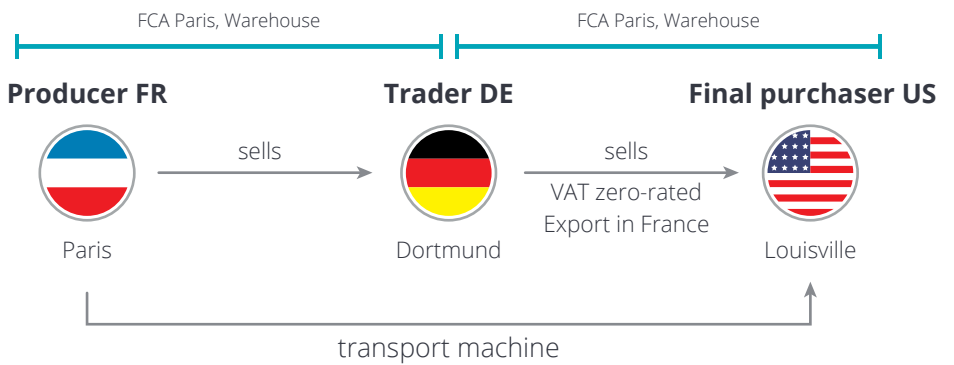 FCA Paris, Warehouse
FCA Paris, Warehouse
Producer FR
Trader DE
Final purchaser US
sells
sells
VAT zero-rated
Export in France
Paris
Dortmund
Louisville
transport machine